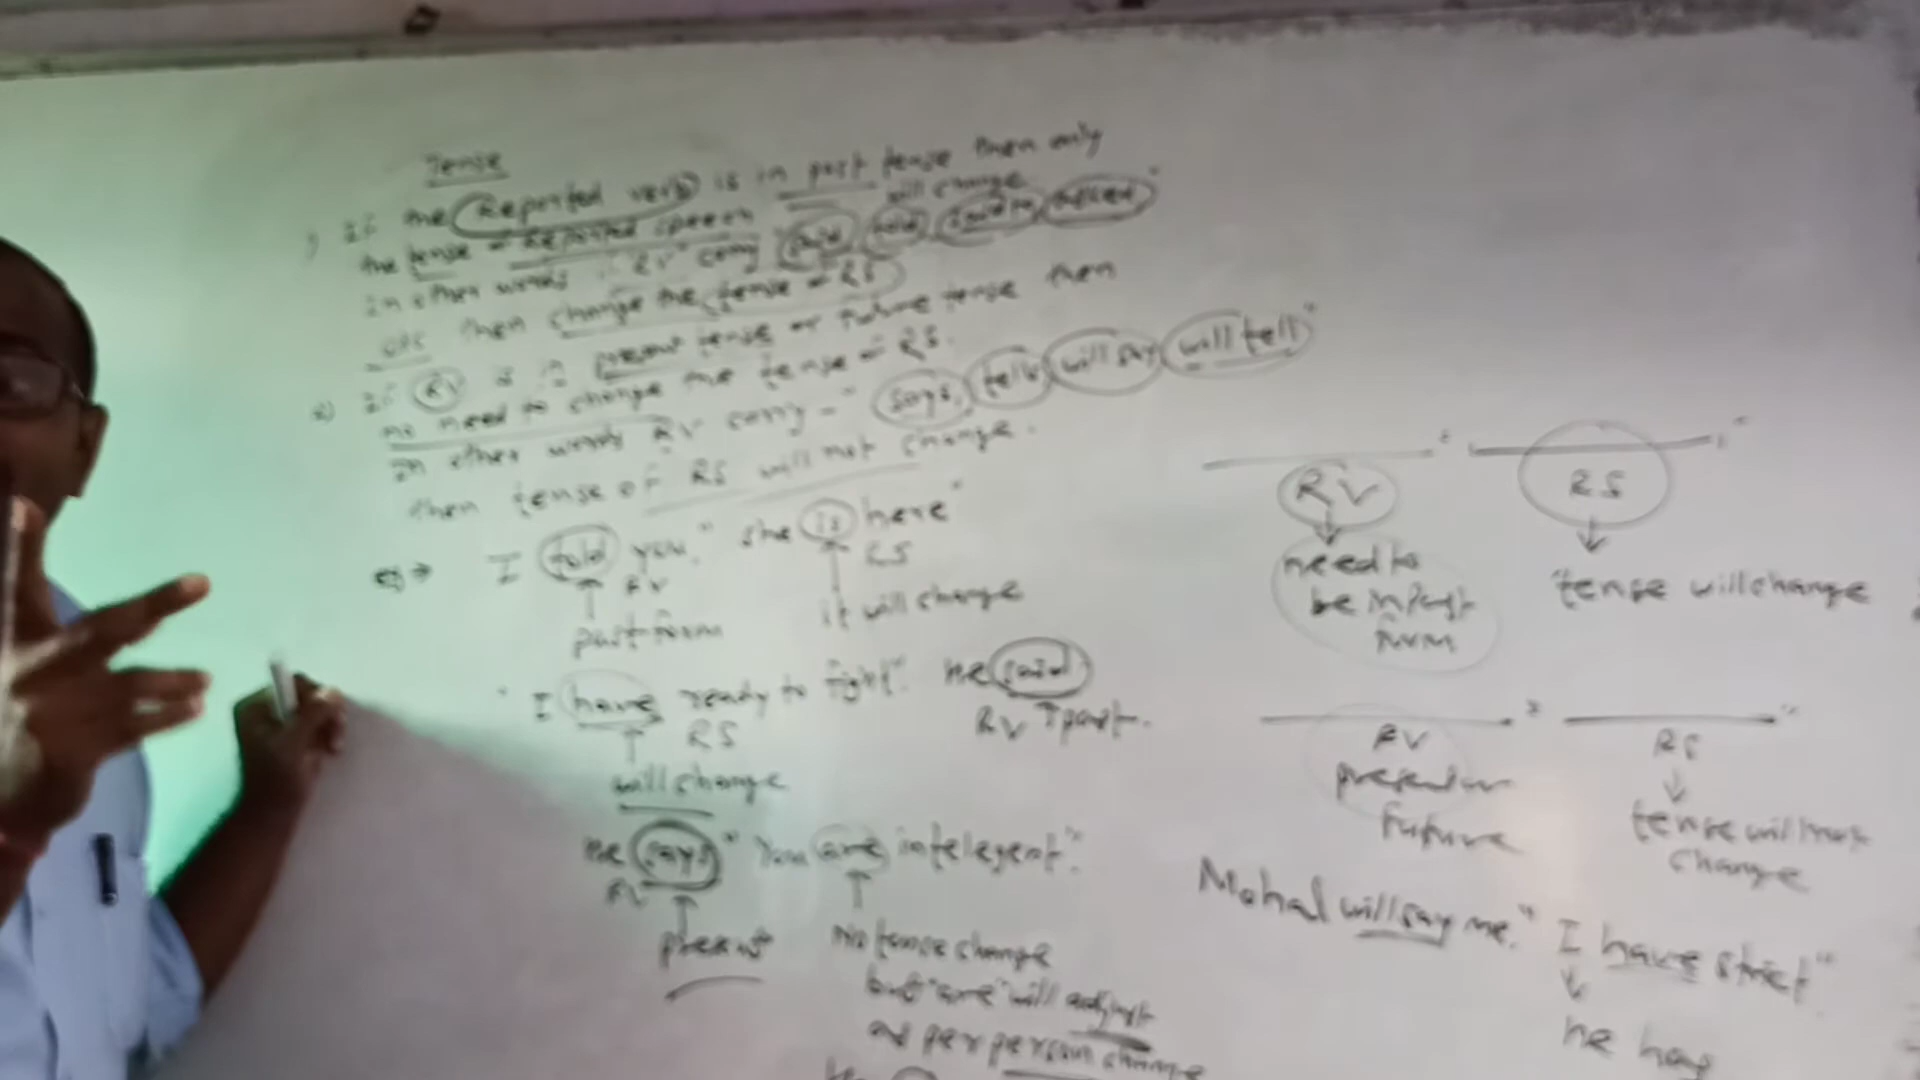 Tense
1) If the Reported verb is in past tense then only
the tense of Reported speech will change
in other words "RV" carry "said, told, said to, asked"
then change the tense of RS
2) If RV is in present tense or Future tense then
no need to change the tense of RS.
In other words RV carry - "says, tells will say will tell"
then tense of RS will not change.
eg → I told you, "she is here"
RV RS
past form it will change
"I have ready to fight". he said
RS RV past.
will change
He says "You are intelegent".
RV
present No tense change
but "are" will adjust
as per person change
RV RS
need to
be in past
form
tense will change
RV RS
present or
Future
tense will not
change
Mohal will say me. "I have strict"
he has